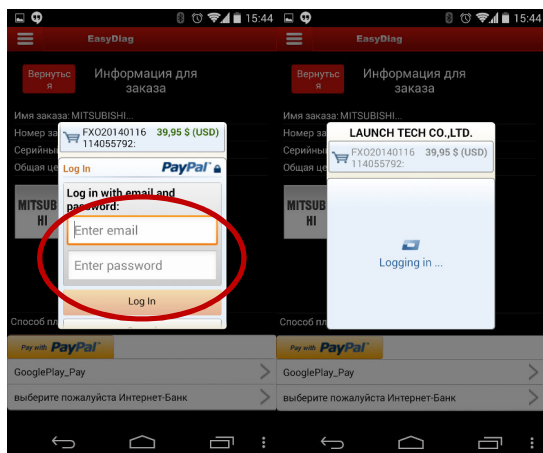 15:44
EasyDiag
Вернутьс
я
Информация для
заказа
Имя заказа: MITSUBISHI...
Номер за
Серийны
Общая це
FXO20140116 39,95 $ (USD)
114055792:
Log In PayPal
Log in with email and
password:
Enter email
Enter password
Log In
MITSUB
HI
Способ пл
Pay with PayPal
GooglePlay_Pay
выберите пожалуйста Интернет-Банк
15:44
EasyDiag
Вернутьс
я
Информация для
заказа
Имя заказа: MITSUBISHI...
Номер за
Серийны
Общая це
LAUNCH TECH CO.,LTD.
FXO20140116 39,95 $ (USD)
114055792:
Logging in ...
MITSUB
HI
Способ пл
Pay with PayPal
GooglePlay_Pay
выберите пожалуйста Интернет-Банк